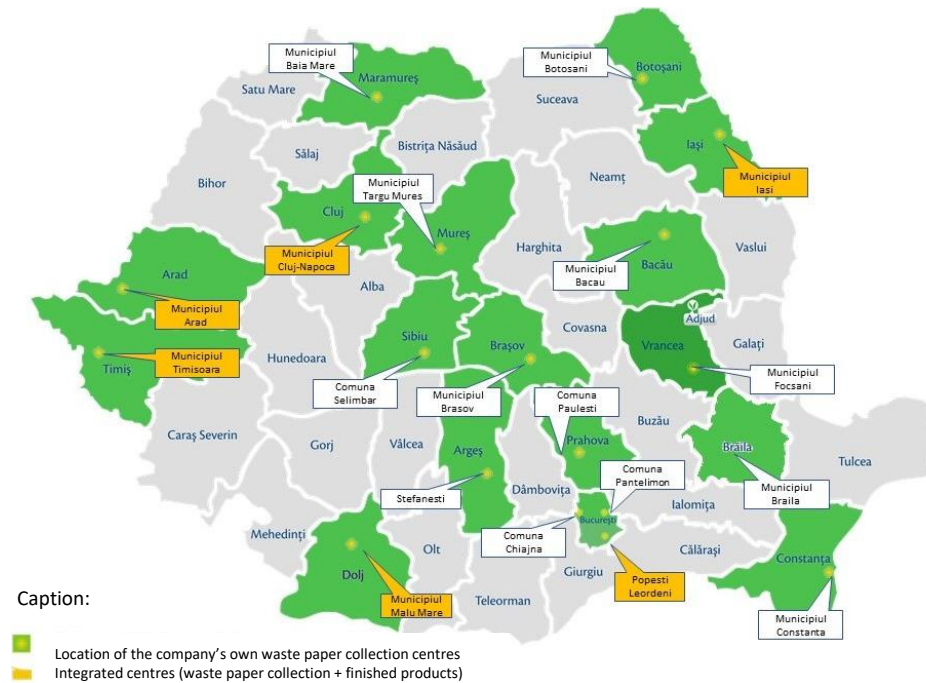 Municipiul
Baia Mare
Maramureş
Satu Mare
Municipiul
Botosani
Botoşani
Suceava
Sălaj
Bistriţa Năsăud
Iaşi
Municipiul
Iasi
Bihor
Neamţ
Municipiul
Targu Mures
Cluj
Mureş
Municipiul
Cluj-Napoca
Harghita
Municipiul
Bacau
Bacău
Vaslui
Arad
Municipiul
Arad
Alba
Adjud
Covasna
Vrancea
Galaţi
Sibiu
Braşov
Hunedoara
Timiş
Municipiul
Timisoara
Comuna
Selimbar
Municipiul
Brasov
Comuna
Paulesti
Municipiul
Focsani
Caraş Severin
Gorj
Vâlcea
Argeş
Prahova
Buzău
Brăila
Tulcea
Comuna
Pantelimon
Municipiul
Braila
Stefanesti
Dâmboviţa
Ialomiţa
Bucureşti
Comuna
Chiajna
Mehedinţi
Olt
Călăraşi
Constanţa
Dolj
Giurgiu
Popesti
Leordeni
Municipiul
Malu Mare
Teleorman
Municipiul
Constanta
Caption:
Location of the company’s own waste paper collection centres
Integrated centres (waste paper collection + finished products)